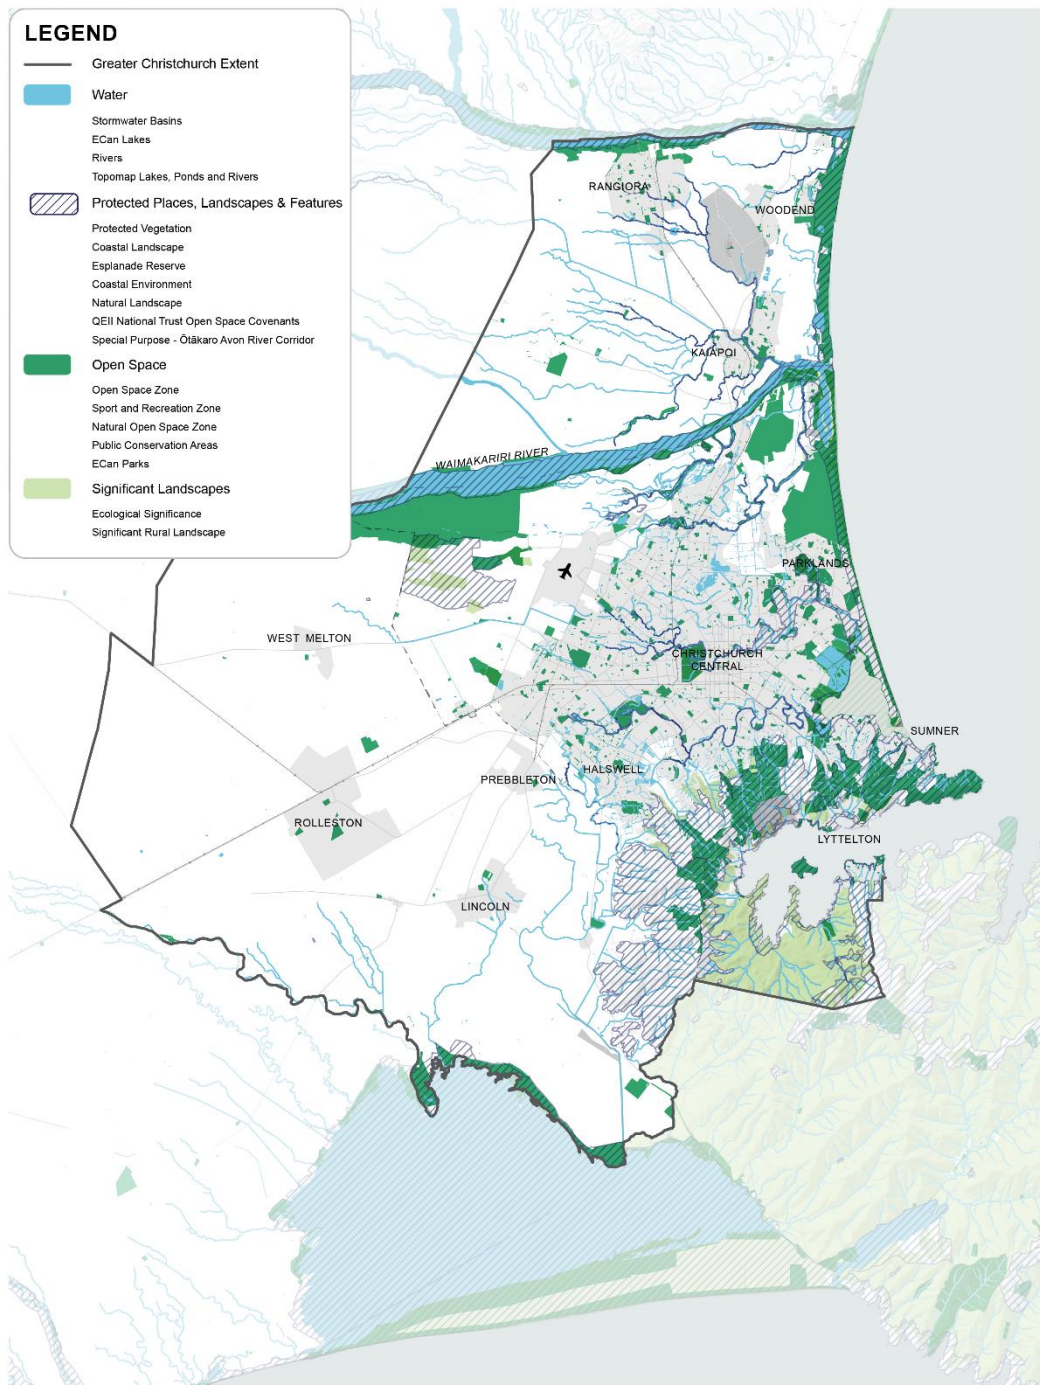 LEGEND
Greater Christchurch Extent
Water
Stormwater Basins
ECan Lakes
Rivers
Topomap Lakes, Ponds and Rivers
Protected Places, Landscapes & Features
Protected Vegetation
Coastal Landscape
Esplanade Reserve
Coastal Environment
Natural Landscape
QEII National Trust Open Space Covenants
Special Purpose - Ōtākaro Avon River Corridor
Open Space
Open Space Zone
Sport and Recreation Zone
Natural Open Space Zone
Public Conservation Areas
ECan Parks
Significant Landscapes
Ecological Significance
Significant Rural Landscape
RANGIORA
WOODEND
KAIAPOI
WAIMAKARIRI RIVER
PARKLANDS
WEST MELTON
CHRISTCHURCH
CENTRAL
SUMNER
PREBBLETON
HALSWELL
ROLLESTON
LYTTELTON
LINCOLN